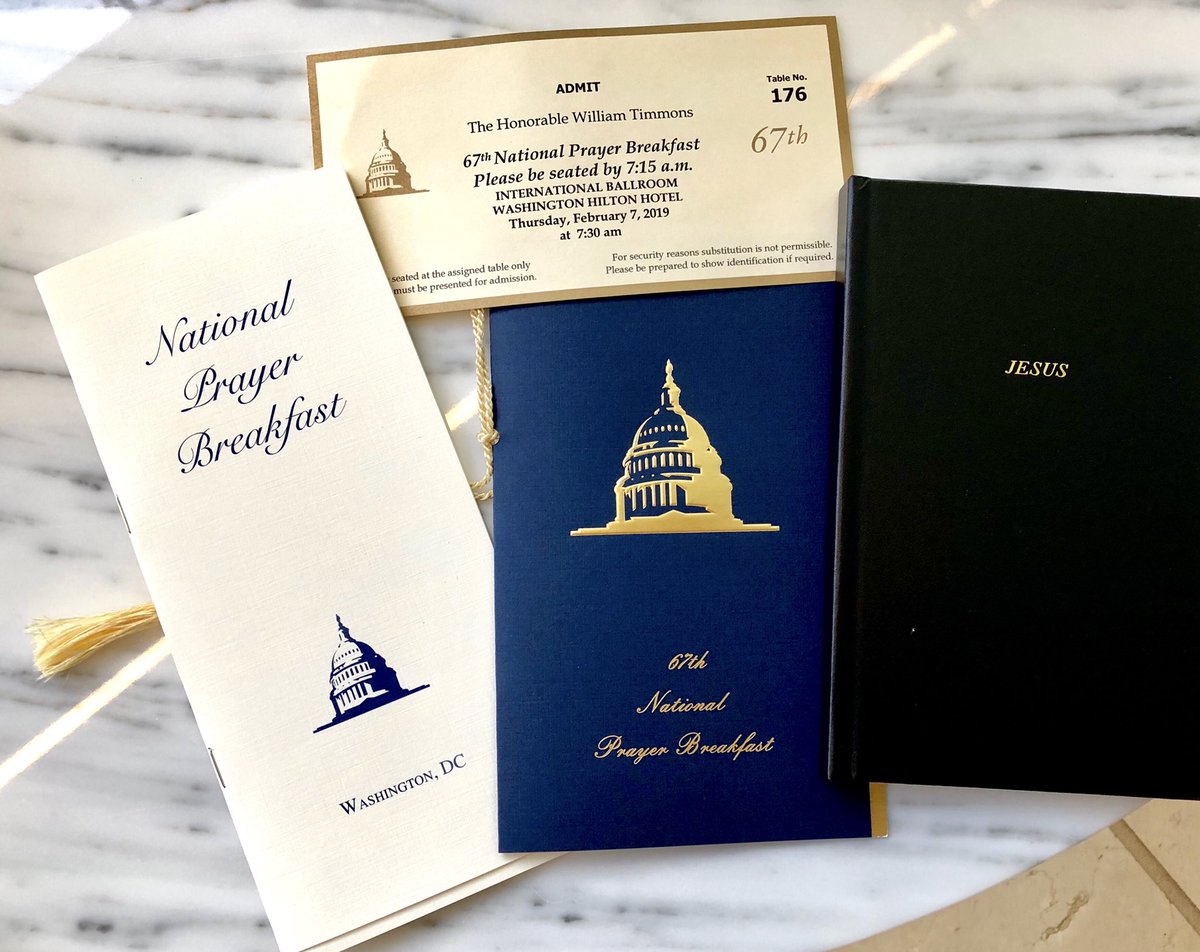 ADMIT
Table No.
176
The Honorable William Timmons
67th
67th National Prayer Breakfast
Please be seated by 7:15 a.m.
INTERNATIONAL BALLROOM
WASHINGTON HILTON HOTEL
Thursday, February 7, 2019
at 7:30 am
seated at the assigned table only
must be presented for admission.
For security reasons substitution is not permissible.
Please be prepared to show identification if required.
National
Prayer
Breakfast
WASHINGTON, DC
67th
National
Prayer Breakfast
JESUS